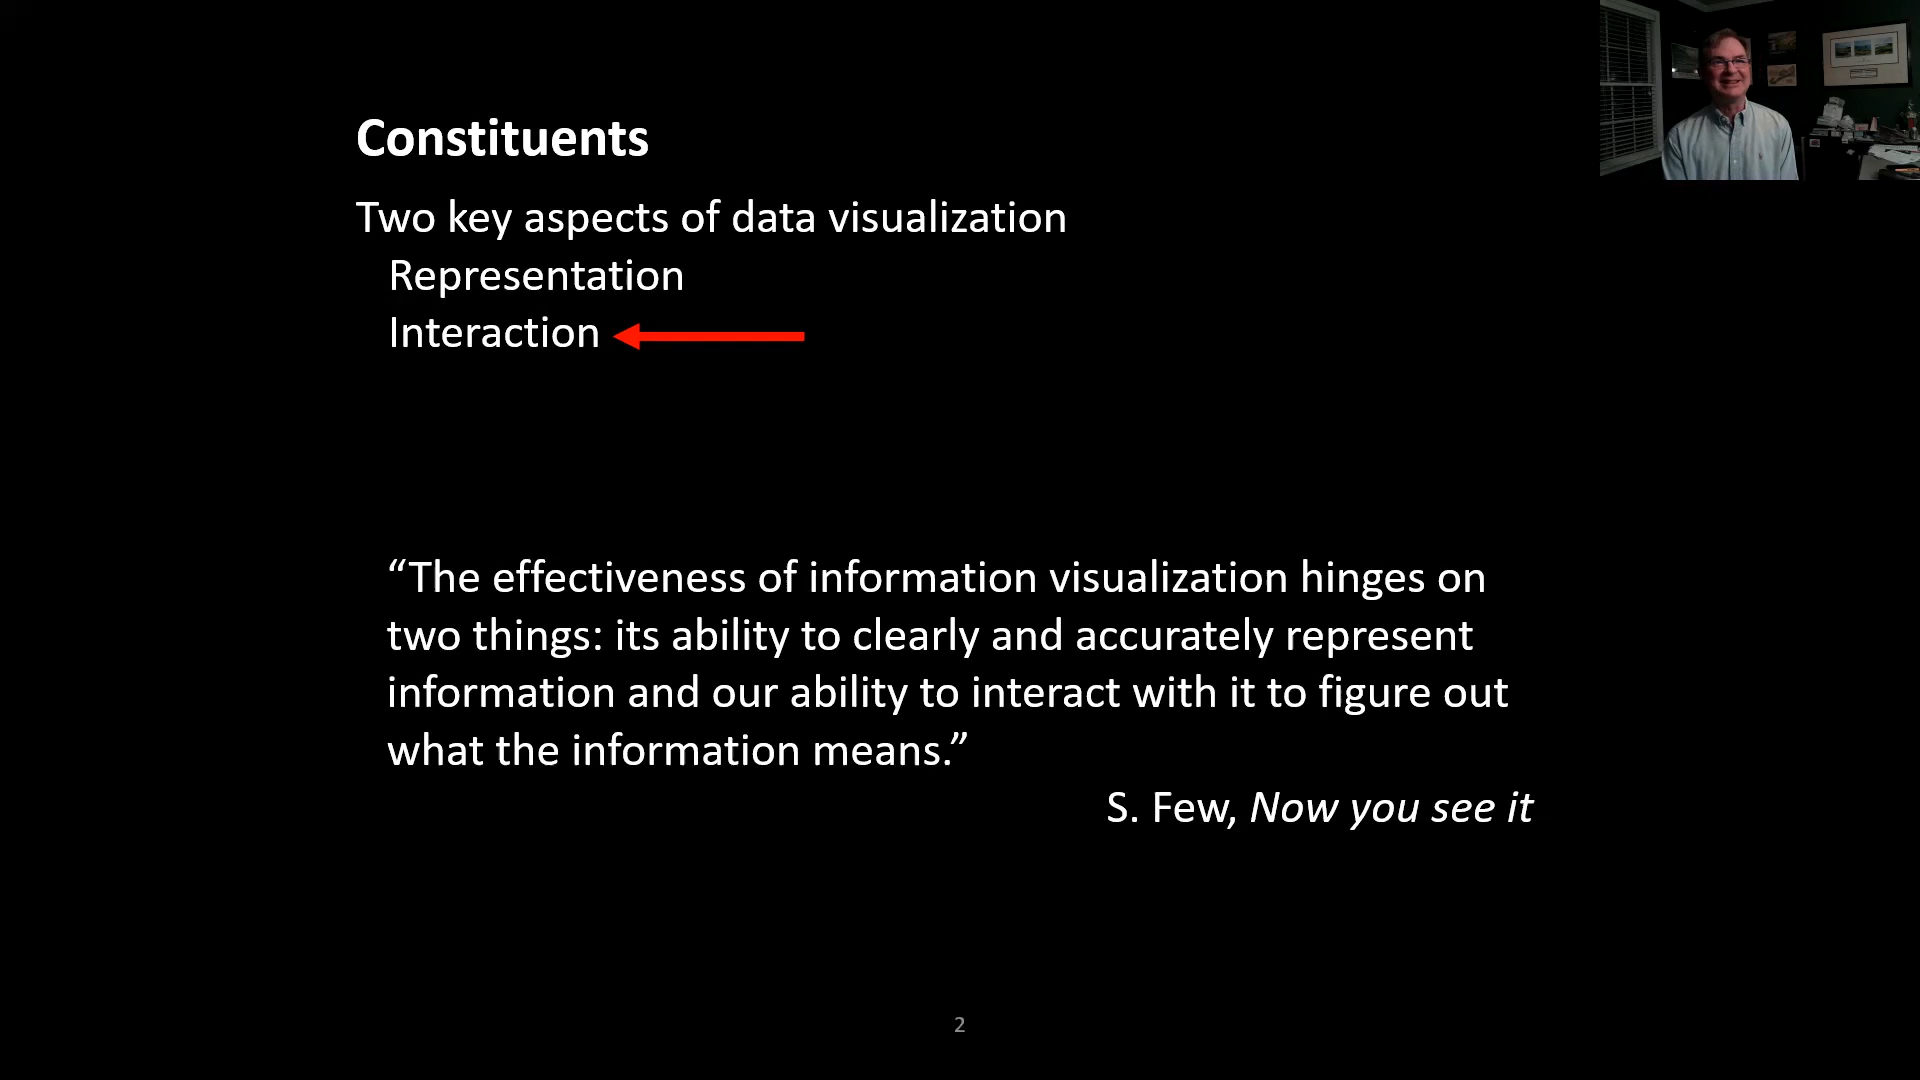 Constituents
Two key aspects of data visualization
Representation
Interaction
“The effectiveness of information visualization hinges on
two things: its ability to clearly and accurately represent
information and our ability to interact with it to figure out
what the information means.”
S. Few, Now you see it
2